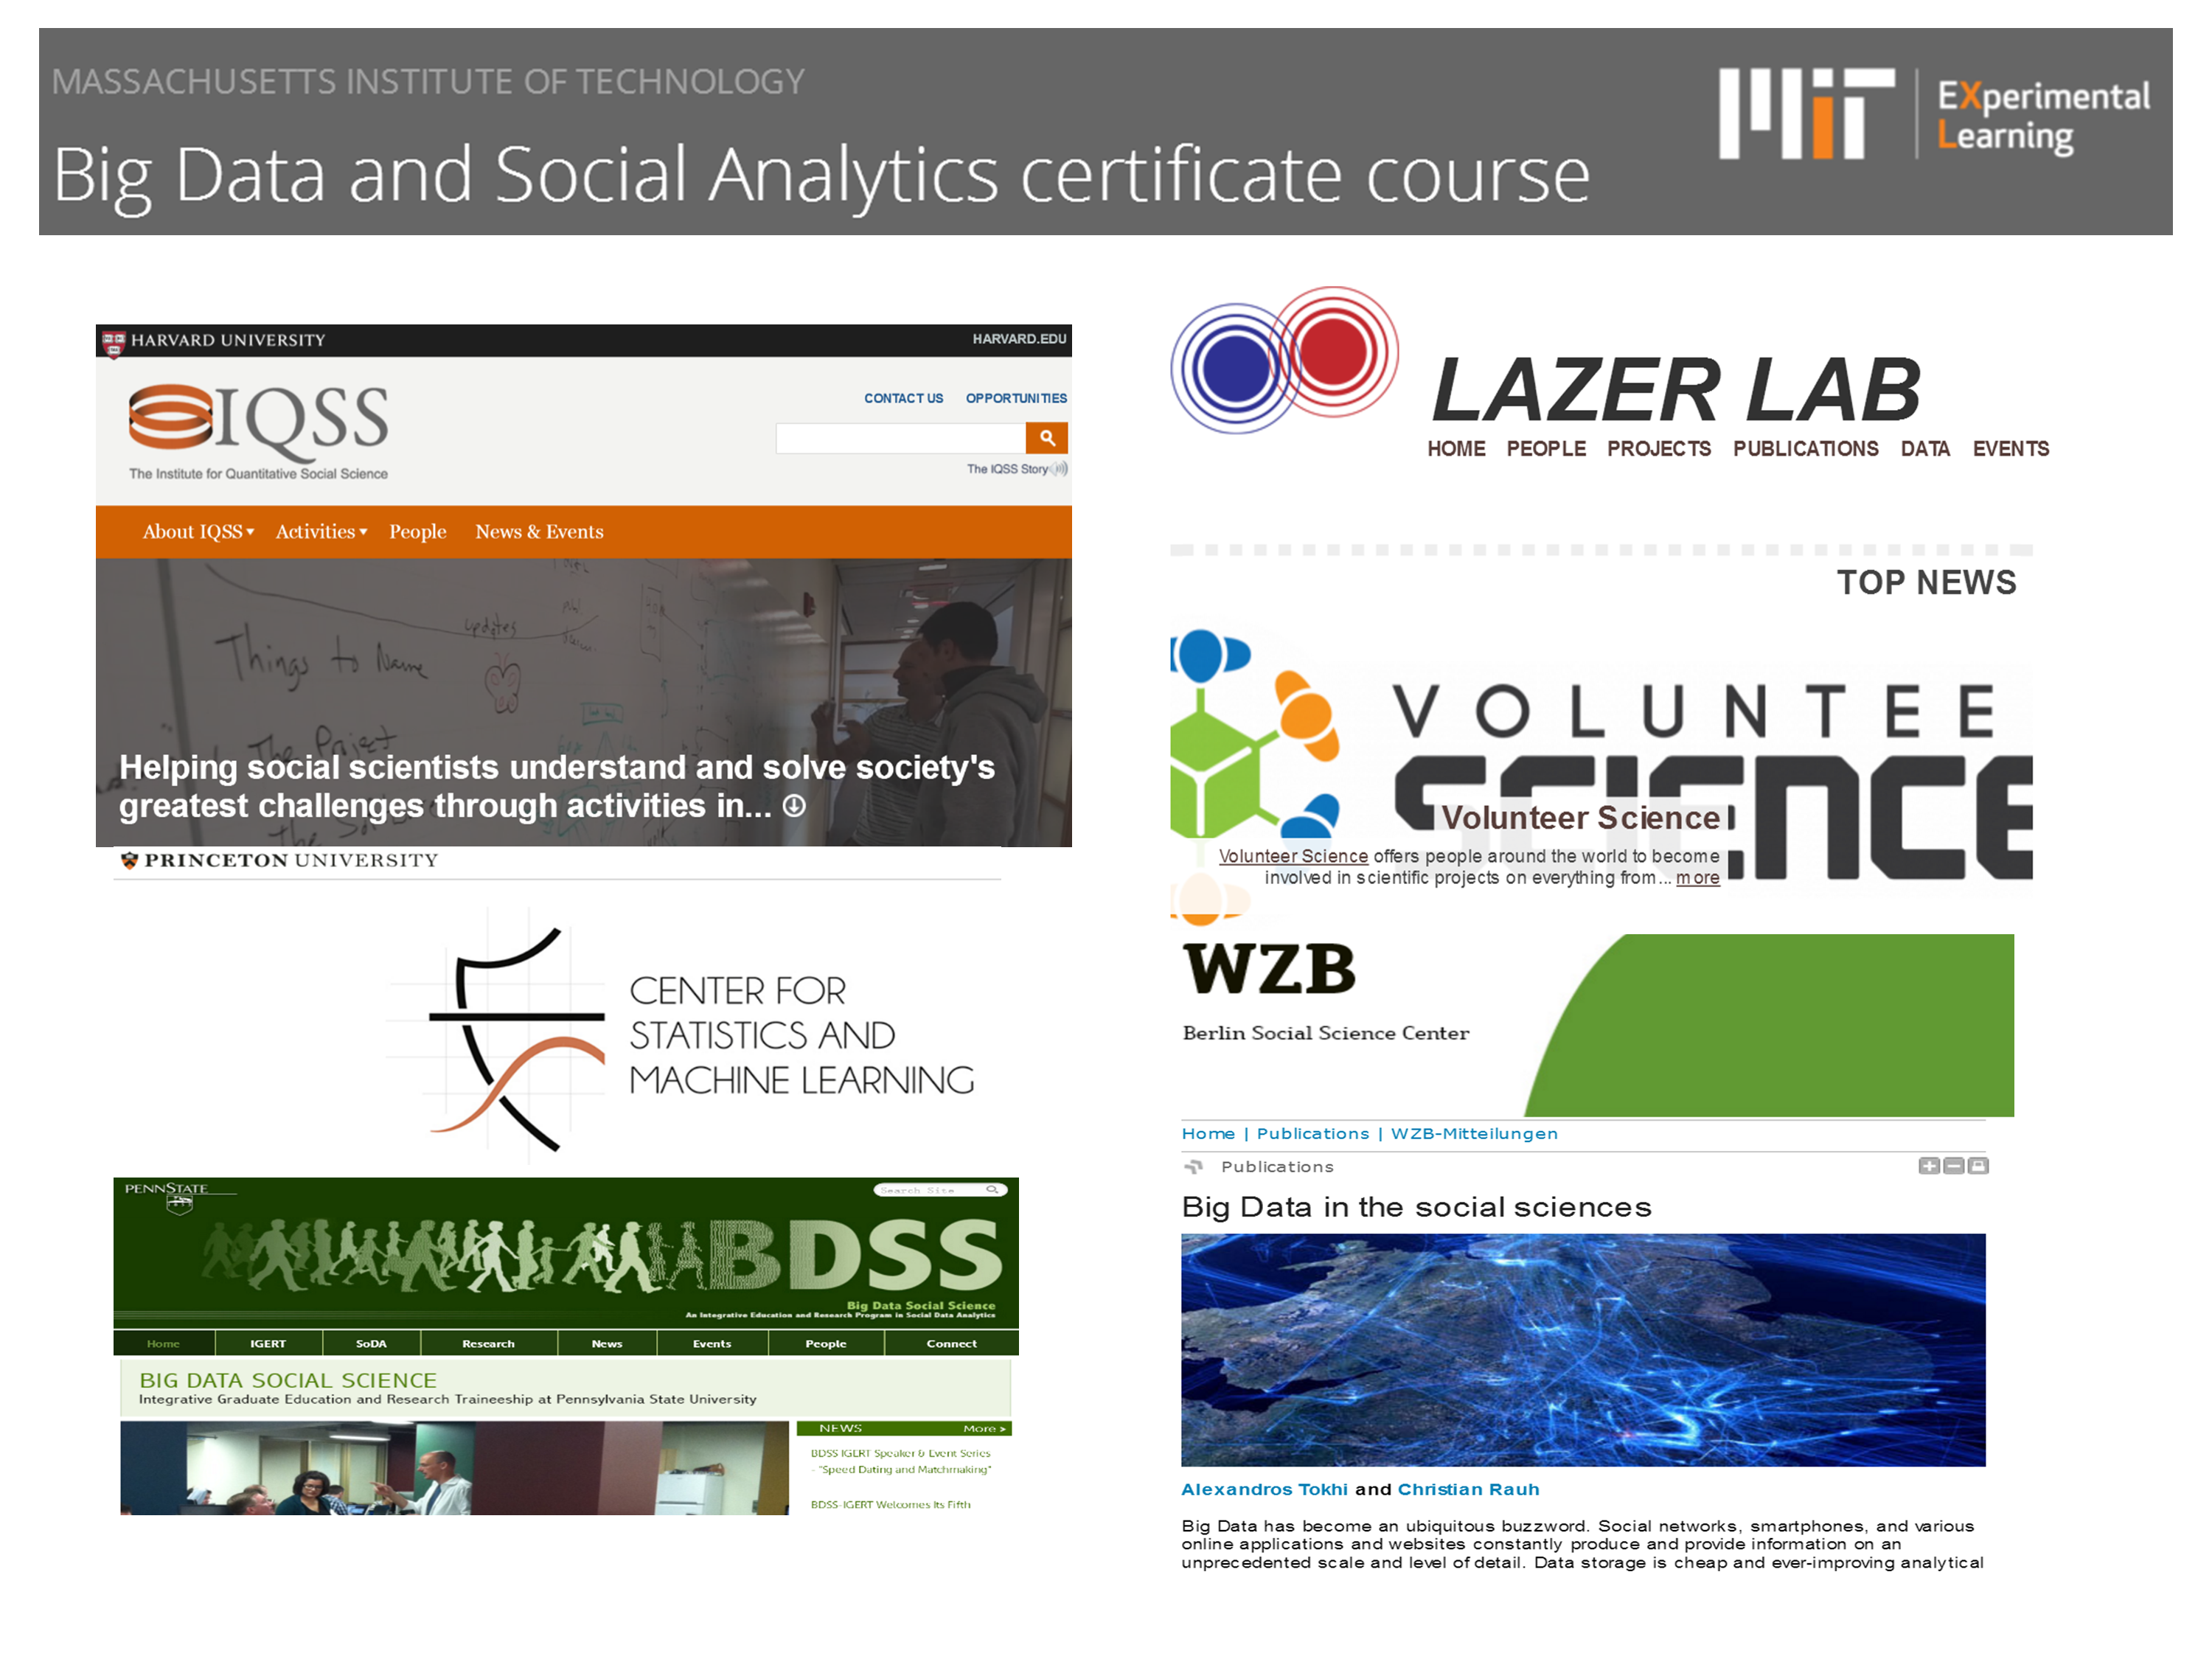 MASSACHUSETTS INSTITUTE OF TECHNOLOGY
Big Data and Social Analytics certificate course
MIT
EXperimental
Learning
HARVARD UNIVERSITY
HARVARD.EDU
IQSS
The Institute for Quantitative Social Science
CONTACT US OPPORTUNITIES
The IQSS Story
About IQSS Activities People News & Events
updates
Things to Name
The Project
Helping social scientists understand and solve society's
greatest challenges through activities in...
PRINCETON UNIVERSITY
CENTER FOR
STATISTICS AND
MACHINE LEARNING
PENNSTATE
Search Site
BDSS
Big Data Social Science
An Integrative Education and Research Program in Social Data Analytics
Home IGERT SoDA Research News Events People Connect
BIG DATA SOCIAL SCIENCE
Integrative Graduate Education and Research Traineeship at Pennsylvania State University
NEWS More >
BDSS IGERT Speaker & Event Series
- "Speed Dating and Matchmaking"
BDSS-IGERT Welcomes Its Fifth
LAZER LAB
HOME PEOPLE PROJECTS PUBLICATIONS DATA EVENTS
TOP NEWS
VOLUNTEE
SCIENCE
Volunteer Science
Volunteer Science offers people around the world to become
involved in scientific projects on everything from... more
WZB
Berlin Social Science Center
Home | Publications | WZB-Mitteilungen
Publications
Big Data in the social sciences
Alexandros Tokhi and Christian Rauh
Big Data has become an ubiquitous buzzword. Social networks, smartphones, and various
online applications and websites constantly produce and provide information on an
unprecedented scale and level of detail. Data storage is cheap and ever-improving analytical